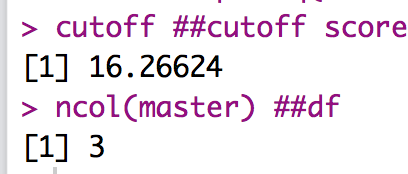 > cutoff ##cutoff score
[1] 16.26624
> ncol(master) ##df
[1] 3